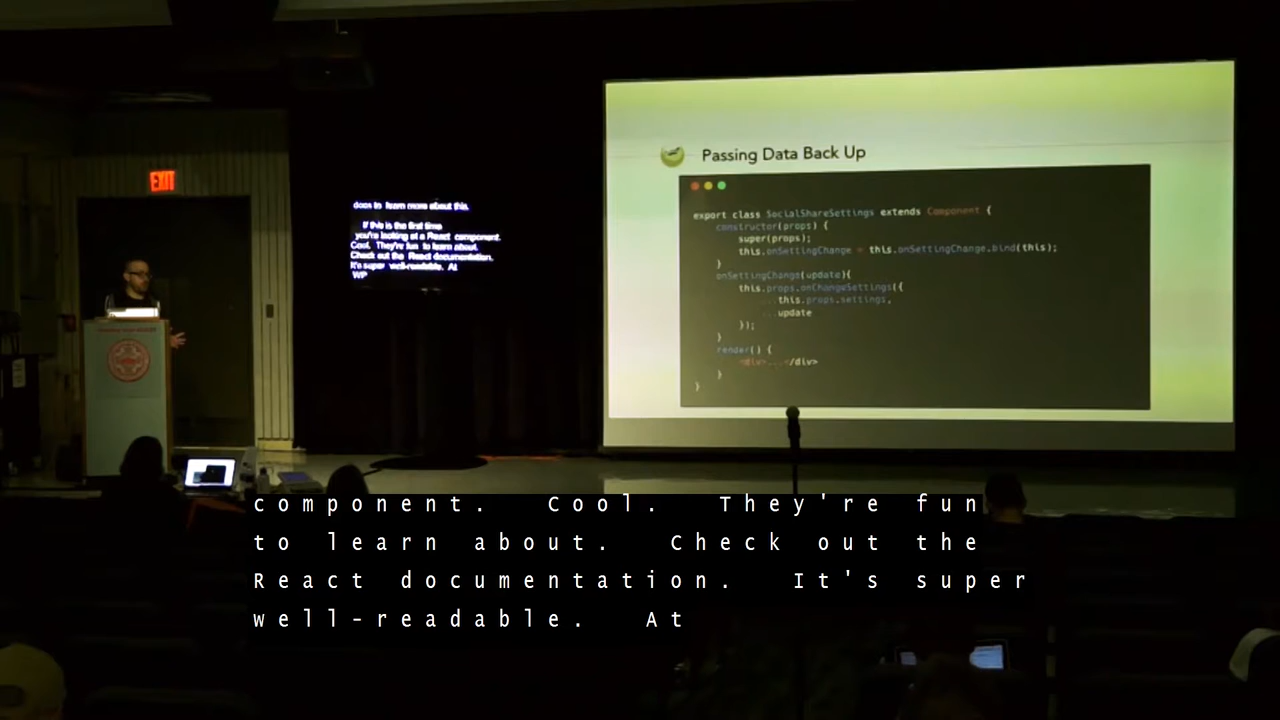 EXIT
docs to learn more about this.
If this is the first time
you're looking at a React component.
Cool. They're fun to learn about.
Check out the React documentation.
It's super well-readable. At
WP
Passing Data Back Up
export class SocialShareSettings extends Component {
constructor(props) {
super(props);
this.onSettingChange = this.onSettingChange.bind(this);
}
onSettingChange(update){
this.props.onChangeSettings({
...this.props.settings,
...update
});
}
render() {
<div>...</div>
}
}
component. Cool. They're fun
to learn about. Check out the
React documentation. It's super
well-readable. At